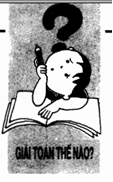 ?
GIẢI TOÁN THẾ NÀO?